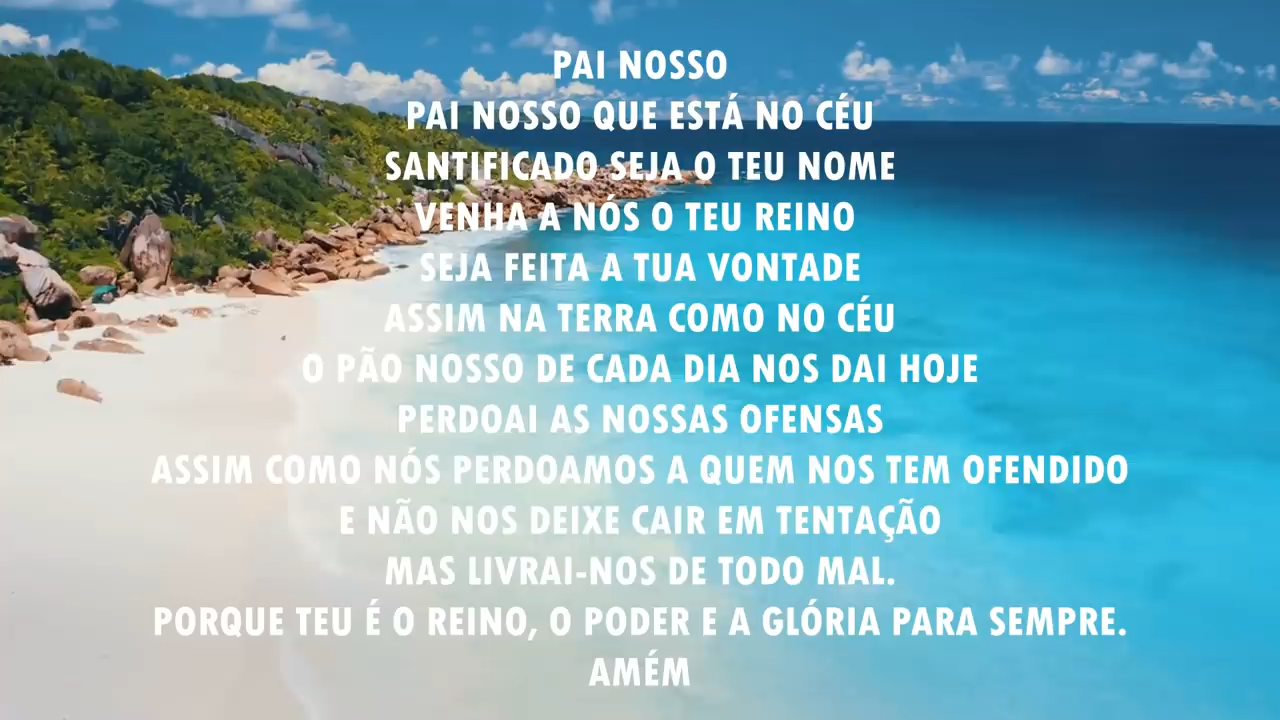 PAI NOSSO
PAI NOSSO QUE ESTÁ NO CÉU
SANTIFICADO SEJA O TEU NOME
VENHA A NÓS O TEU REINO
SEJA FEITA A TUA VONTADE
ASSIM NA TERRA COMO NO CÉU
O PÃO NOSSO DE CADA DIA NOS DAI HOJE
PERDOAI AS NOSSAS OFENSAS
ASSIM COMO NÓS PERDOAMOS A QUEM NOS TEM OFENDIDO
E NÃO NOS DEIXE CAIR EM TENTAÇÃO
MAS LIVRAI-NOS DE TODO MAL.
PORQUE TEU É O REINO, O PODER E A GLÓRIA PARA SEMPRE.
AMÉM